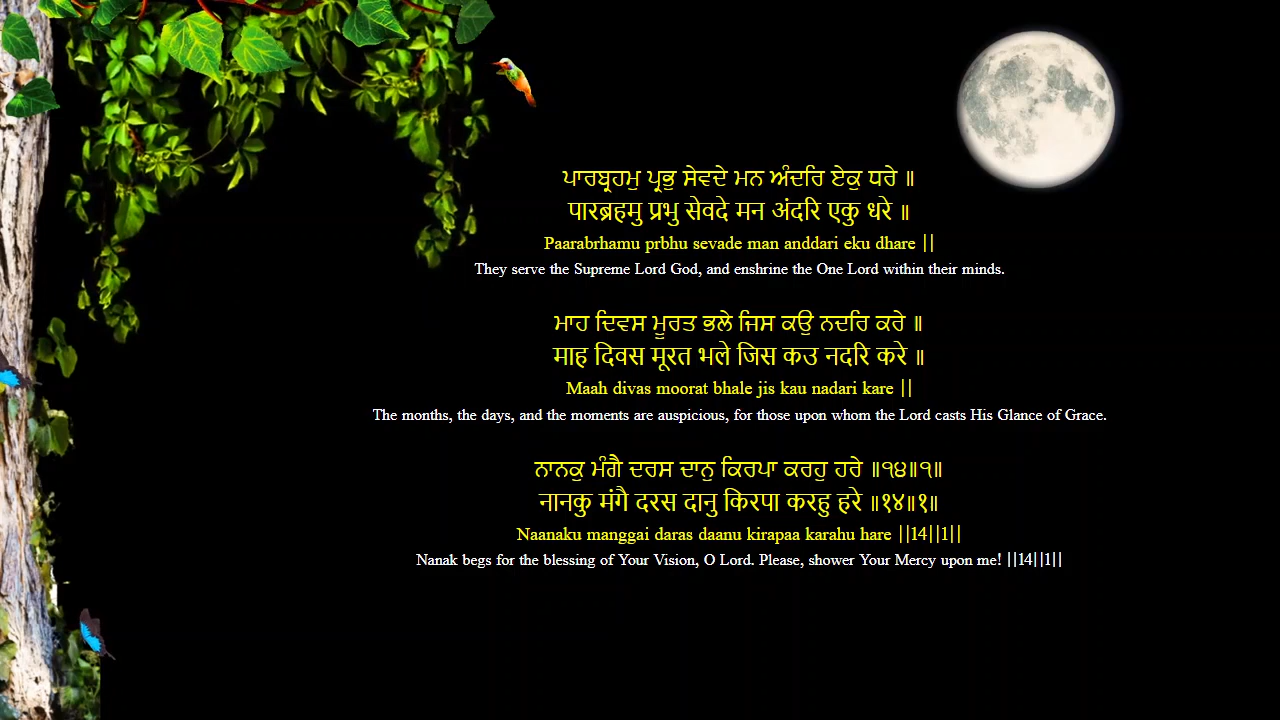 ਪਾਰਬ੍ਰਹਮੁ ਪ੍ਰਭੁ ਸੇਵਦੇ ਮਨ ਅੰਦਰਿ ਏਕੁ ਧਰੇ ॥
पारब्रहमु प्रभु सेवदे मन अंदरि एकु धरे ॥
Paarabrhamu prbhu sevade man anddari eku dhare ||
They serve the Supreme Lord God, and enshrine the One Lord within their minds.
ਮਾਹ ਦਿਵਸ ਮੂਰਤ ਭਲੇ ਜਿਸ ਕਉ ਨਦਰਿ ਕਰੇ ॥
माह दिवस मूरत भले जिस कउ नदरि करे ॥
Maah divas moorat bhale jis kau nadari kare ||
The months, the days, and the moments are auspicious, for those upon whom the Lord casts His Glance of Grace.
ਨਾਨਕੁ ਮੰਗੈ ਦਰਸ ਦਾਨੁ ਕਿਰਪਾ ਕਰਹੁ ਹਰੇ ॥੧੪॥੧॥
नानकु मंगै दरस दानु किरपा करहु हरे ॥१४॥१॥
Naanaku manggai daras daanu kirapaa karahu hare ||14||1||
Nanak begs for the blessing of Your Vision, O Lord. Please, shower Your Mercy upon me! ||14||1||